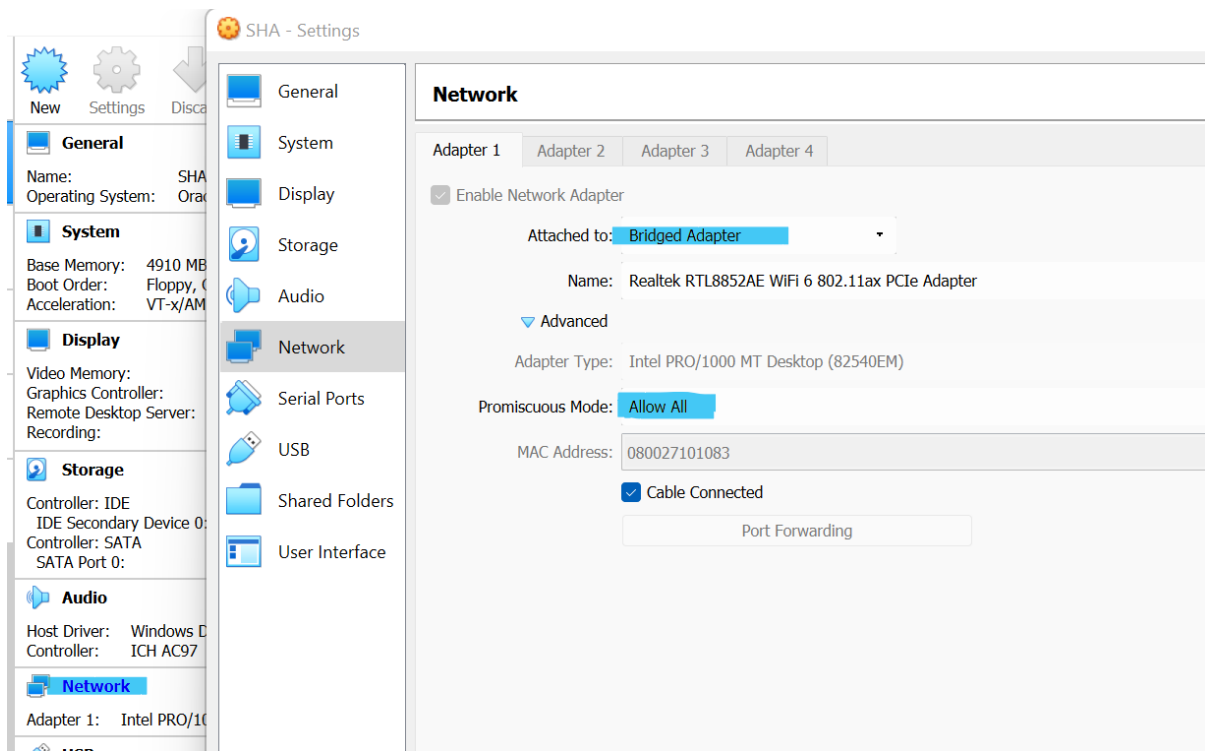 SHA - Settings
New
Settings
Disca
General
Name: SHA
Operating System: Orac
System
Base Memory: 4910 MB
Boot Order: Floppy, O
Acceleration: VT-x/AM
Display
Video Memory:
Graphics Controller:
Remote Desktop Server:
Recording:
Storage
Controller: IDE
IDE Secondary Device 0:
Controller: SATA
SATA Port 0:
Audio
Host Driver: Windows D
Controller: ICH AC97
Network
Adapter 1: Intel PRO/10
General
System
Display
Storage
Audio
Network
Serial Ports
USB
Shared Folders
User Interface
Network
Adapter 1
Adapter 2
Adapter 3
Adapter 4
Enable Network Adapter
Attached to: Bridged Adapter
Name: Realtek RTL8852AE WiFi 6 802.11ax PCIe Adapter
Advanced
Adapter Type: Intel PRO/1000 MT Desktop (82540EM)
Promiscuous Mode: Allow All
MAC Address: 080027101083
Cable Connected
Port Forwarding